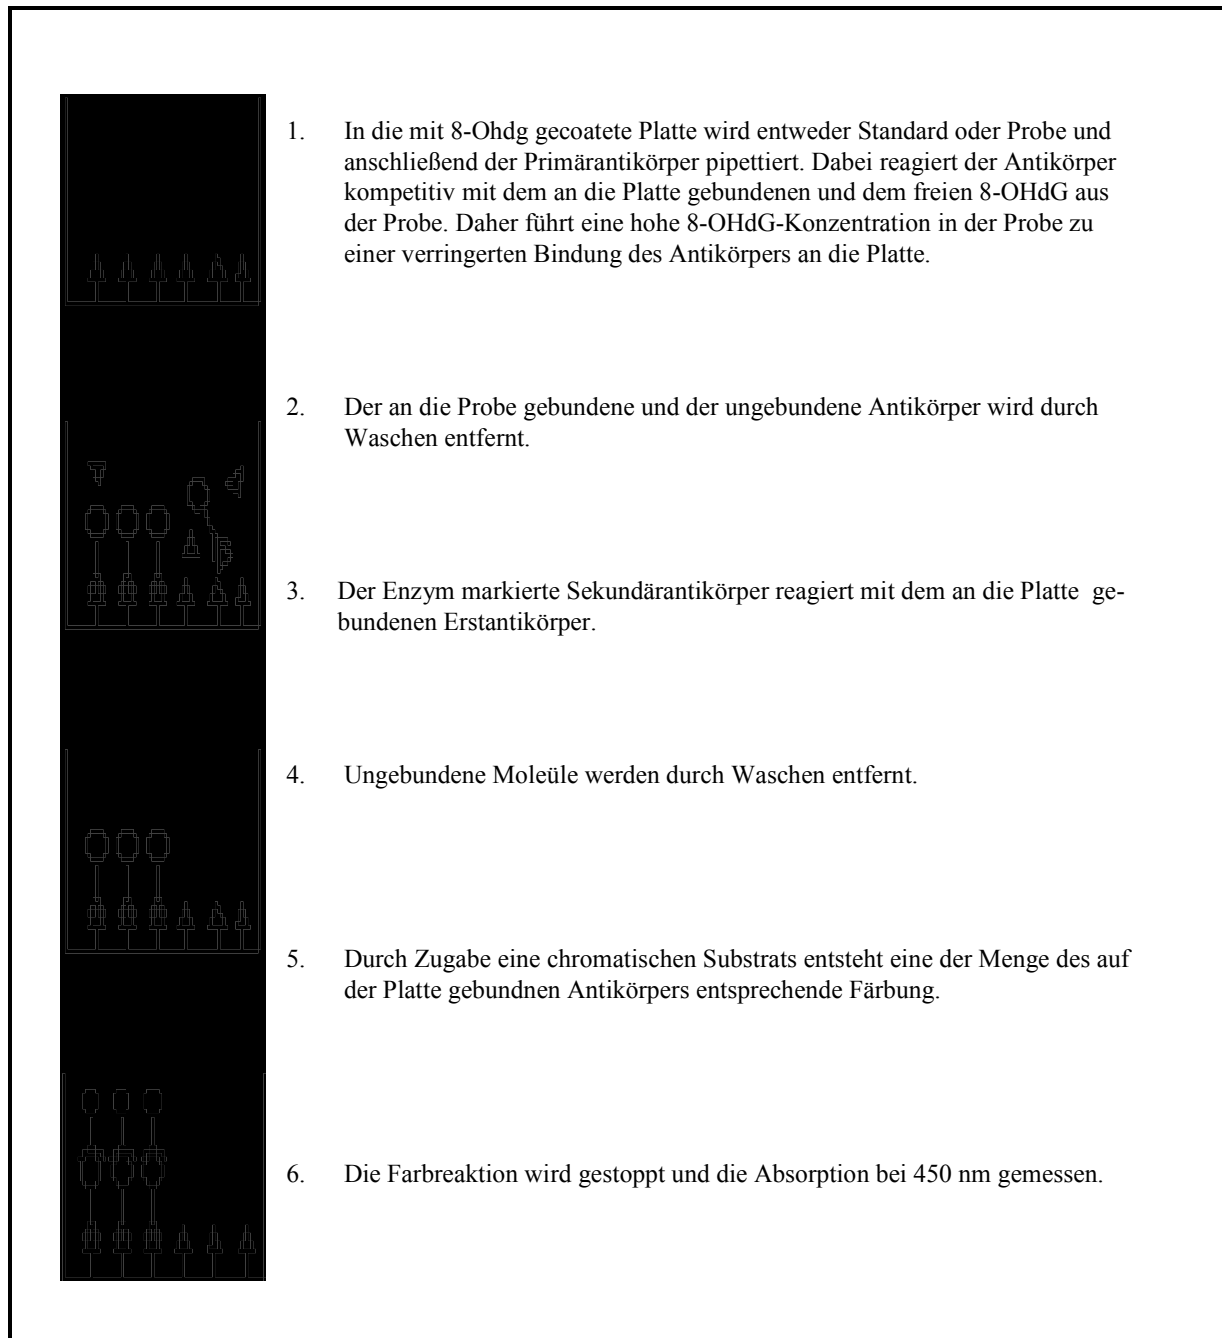 1. In die mit 8-Ohdg gecoatete Platte wird entweder Standard oder Probe und
anschließend der Primärantikörper pipettiert. Dabei reagiert der Antikörper
kompetitiv mit dem an die Platte gebundenen und dem freien 8-OHdG aus
der Probe. Daher führt eine hohe 8-OHdG-Konzentration in der Probe zu
einer verringerten Bindung des Antikörpers an die Platte.
2. Der an die Probe gebundene und der ungebundene Antikörper wird durch
Waschen entfernt.
3. Der Enzym markierte Sekundärantikörper reagiert mit dem an die Platte ge-
bundenen Erstantikörper.
4. Ungebundene Moleüle werden durch Waschen entfernt.
5. Durch Zugabe eine chromatischen Substrats entsteht eine der Menge des auf
der Platte gebundnen Antikörpers entsprechende Färbung.
6. Die Farbreaktion wird gestoppt und die Absorption bei 450 nm gemessen.